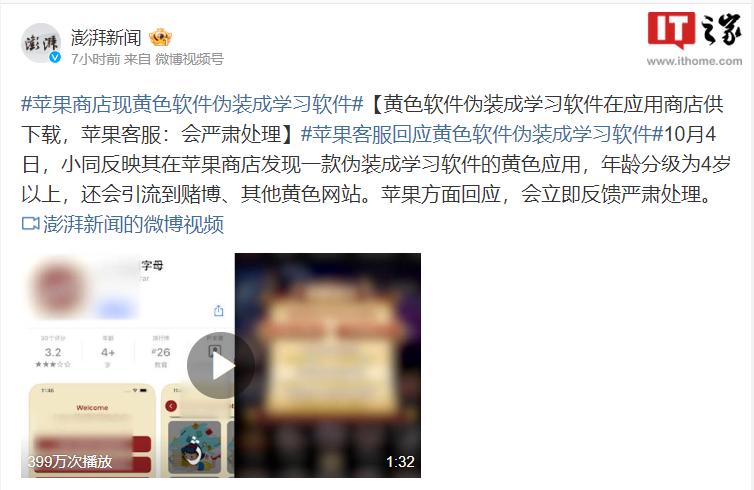 IT之家
www.ithome.com
澎湃
澎湃新闻
7小时前 来自 微博视频号
#苹果商店现黄色软件伪装成学习软件#【黄色软件伪装成学习软件在应用商店供
下载，苹果客服：会严肃处理】#苹果客服回应黄色软件伪装成学习软件#10月4
日，小同反映其在苹果商店发现一款伪装成学习软件的黄色应用，年龄分级为4岁
以上，还会引流到赌博、其他黄色网站。苹果方面回应，会立即反馈严肃处理。
澎湃新闻的微博视频
字母
年龄
3.2
4+
#26
★★★☆☆
岁
教育
11:46
Welcome
399万次播放
1:32